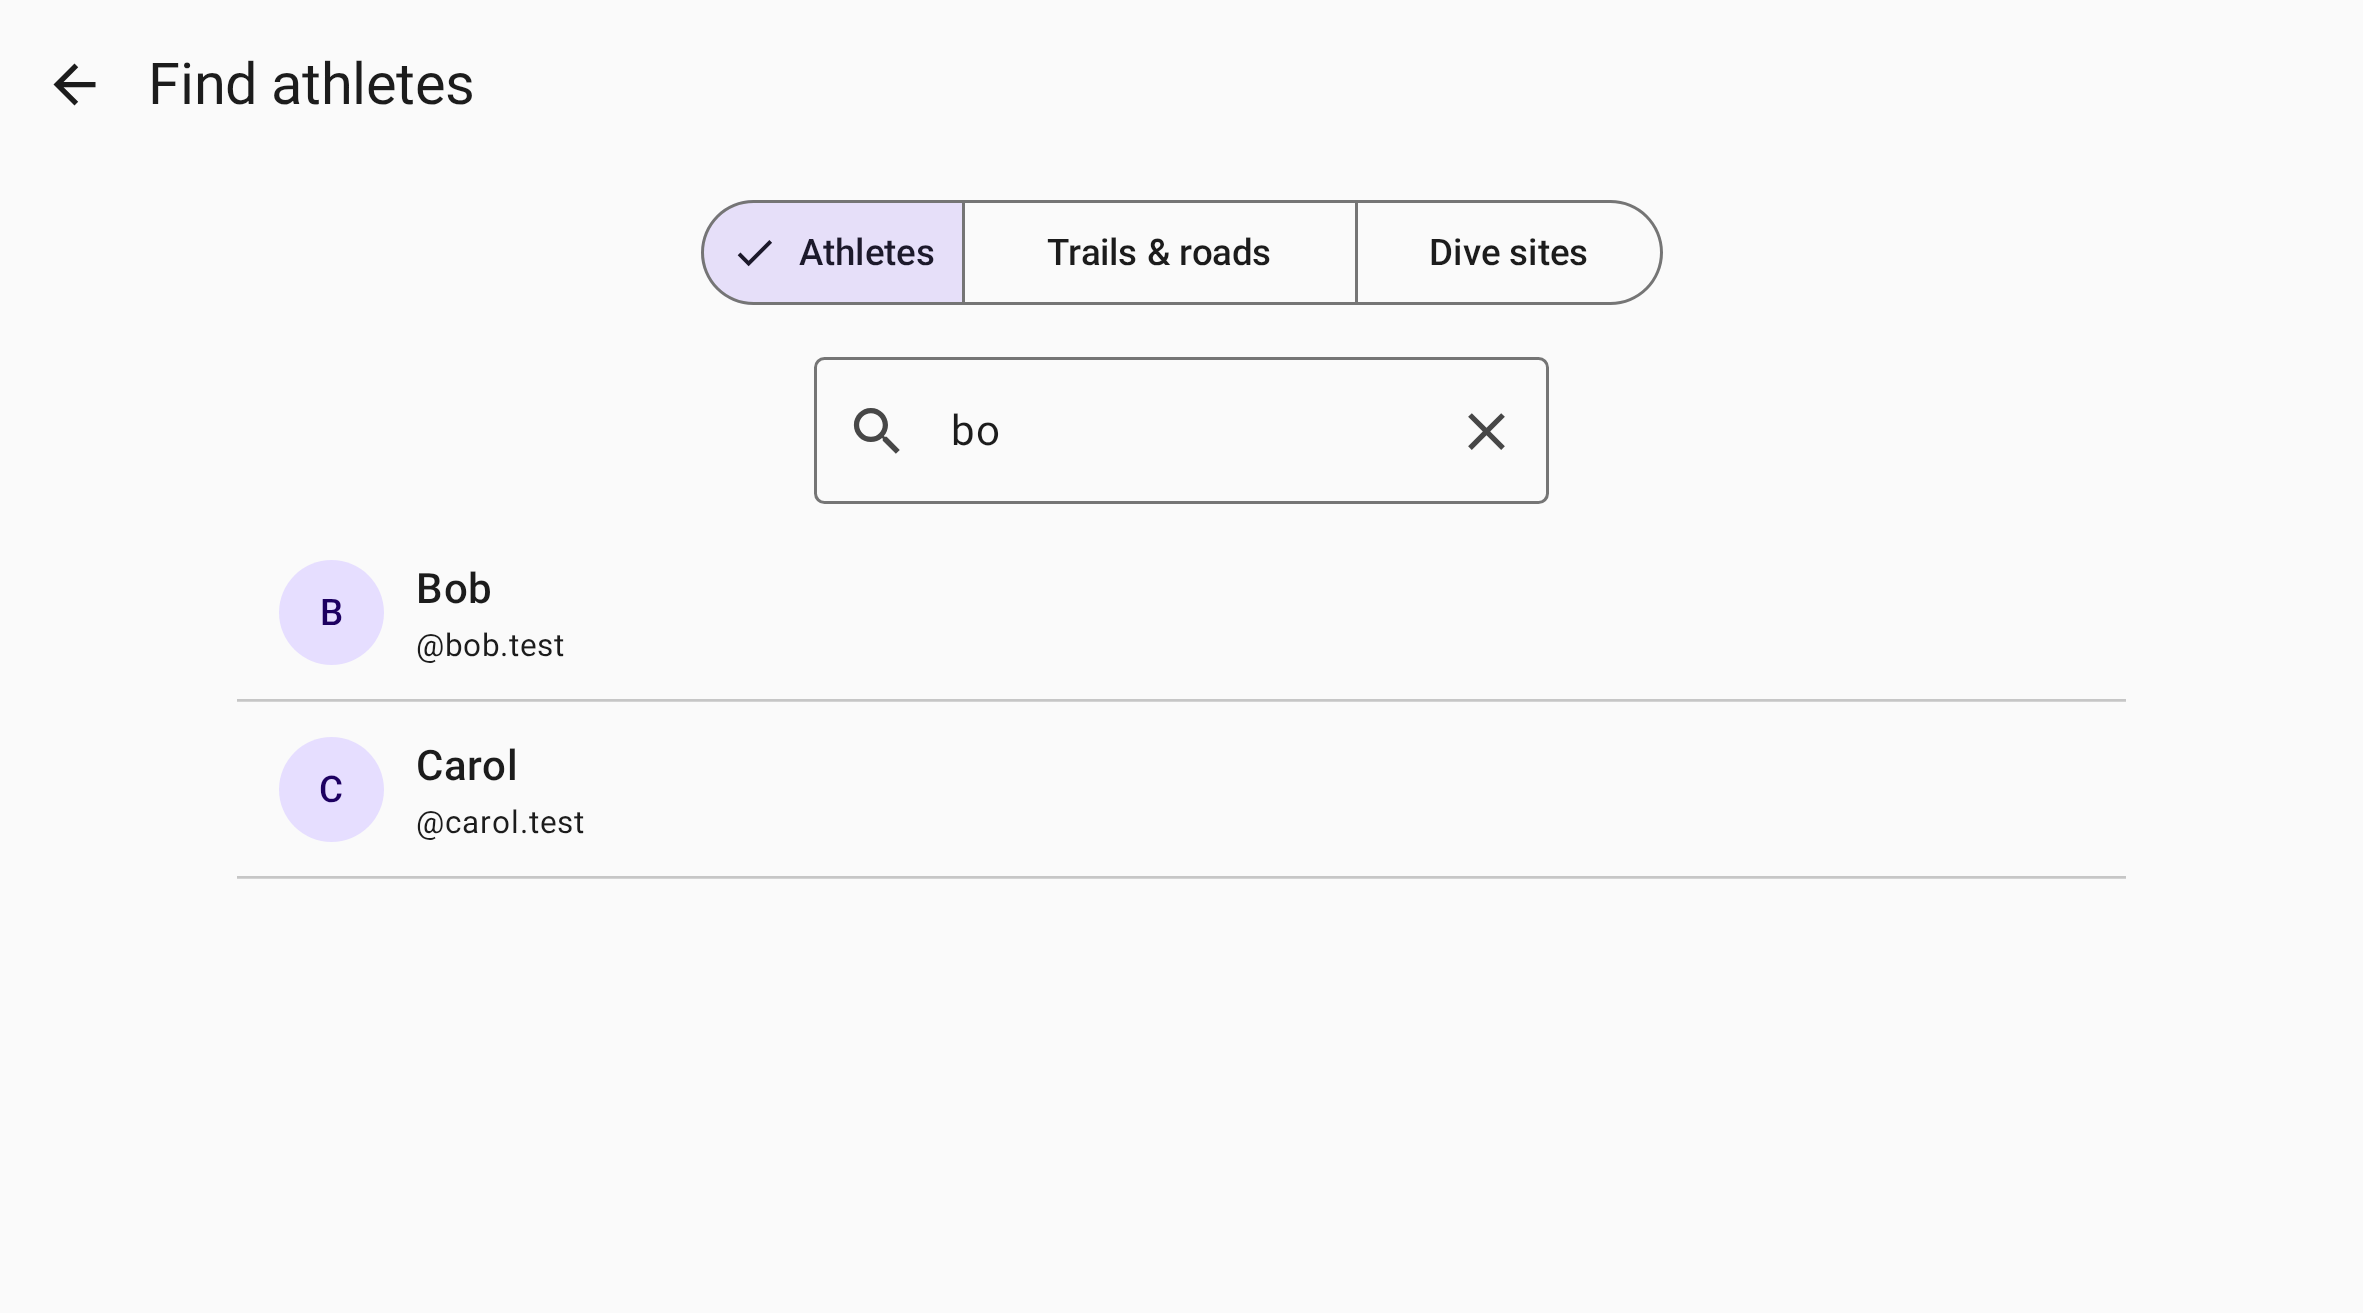 Find athletes
Athletes
Trails & roads
Dive sites
bo
B
Bob
@bob.test
C
Carol
@carol.test